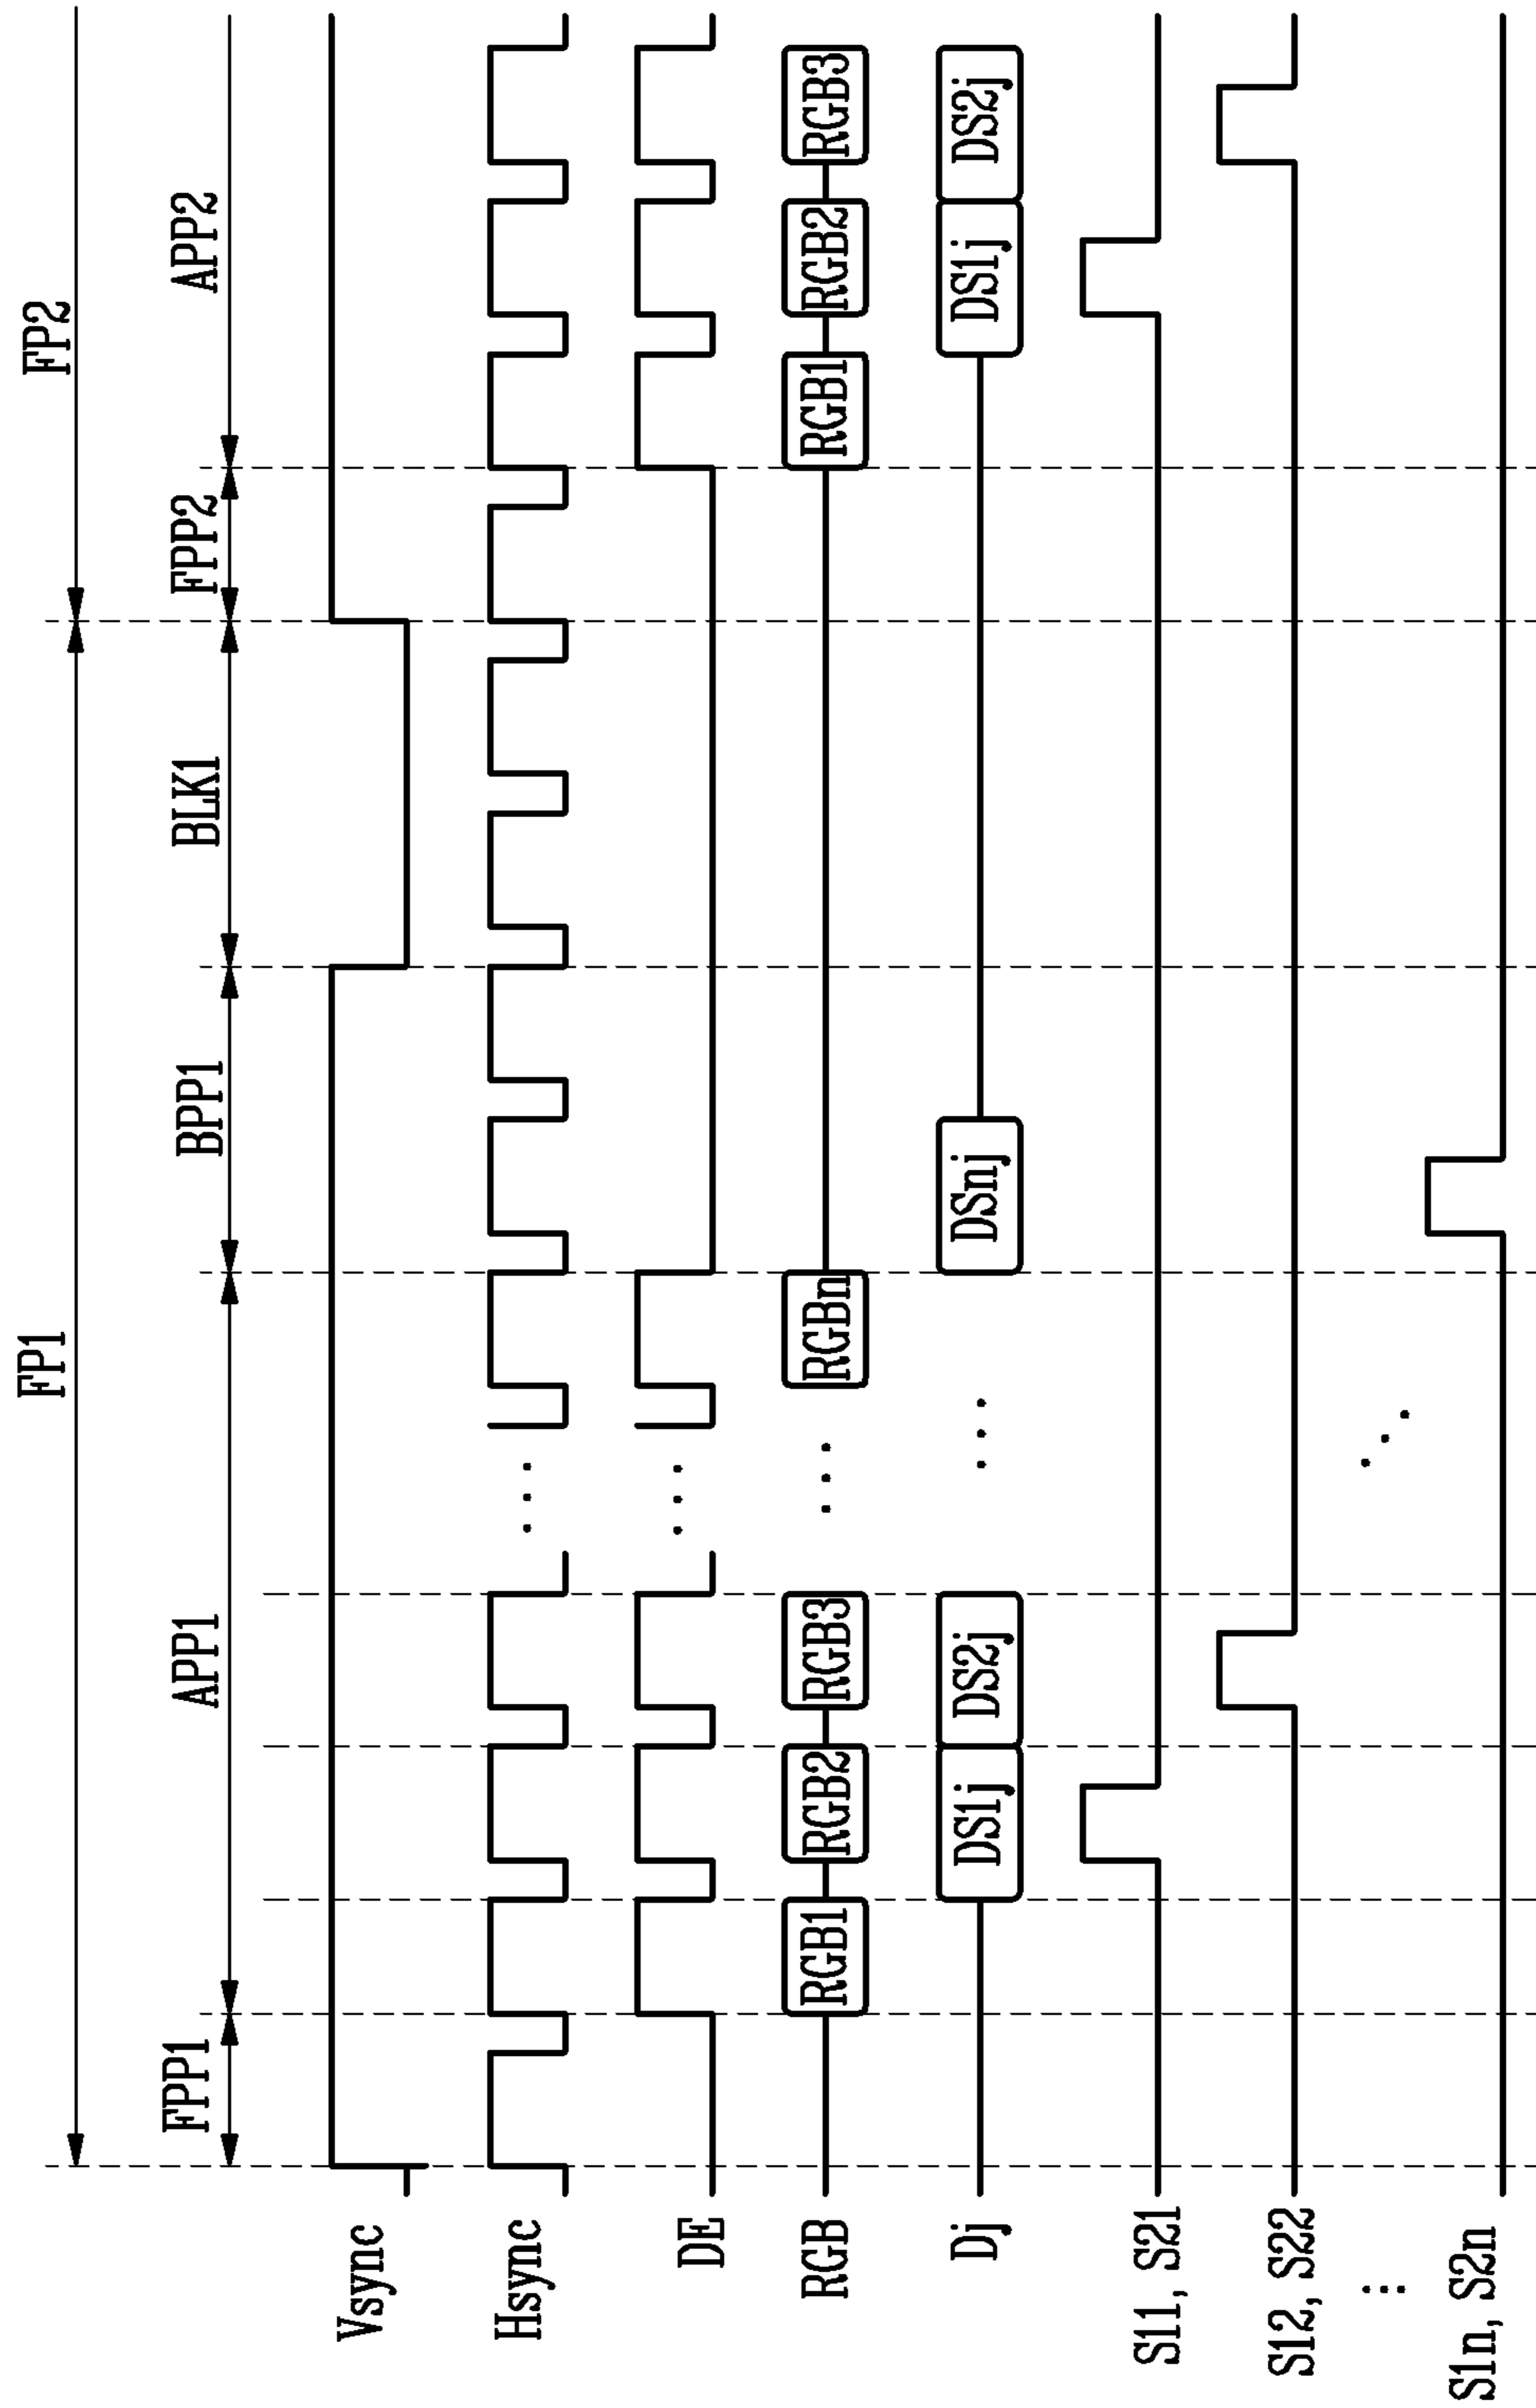 FP1 FP2
FPP1 APP1 BPP1 BLK1 FPP2 APP2
Vsync
Hsync
DE
RGB RGB1 RGB2 RGB3 RGBn RGB1 RGB2 RGB3
Dj DS1j DS2j DSnj DS1j DS2j
S11, S21
S12, S22
S1n, S2n